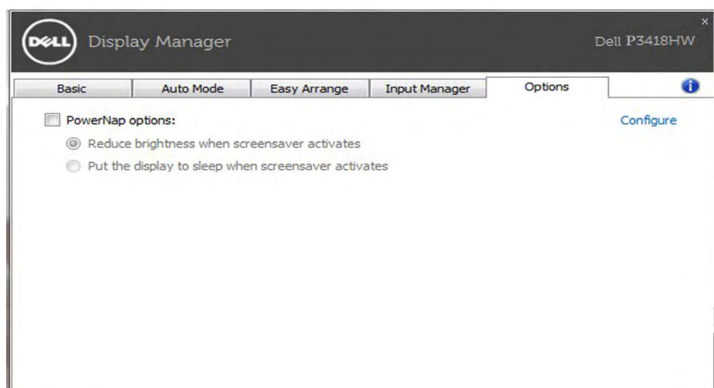 DELL Display Manager Dell P3418HW
Basic Auto Mode Easy Arrange Input Manager Options
PowerNap options: Configure
Reduce brightness when screensaver activates
Put the display to sleep when screensaver activates